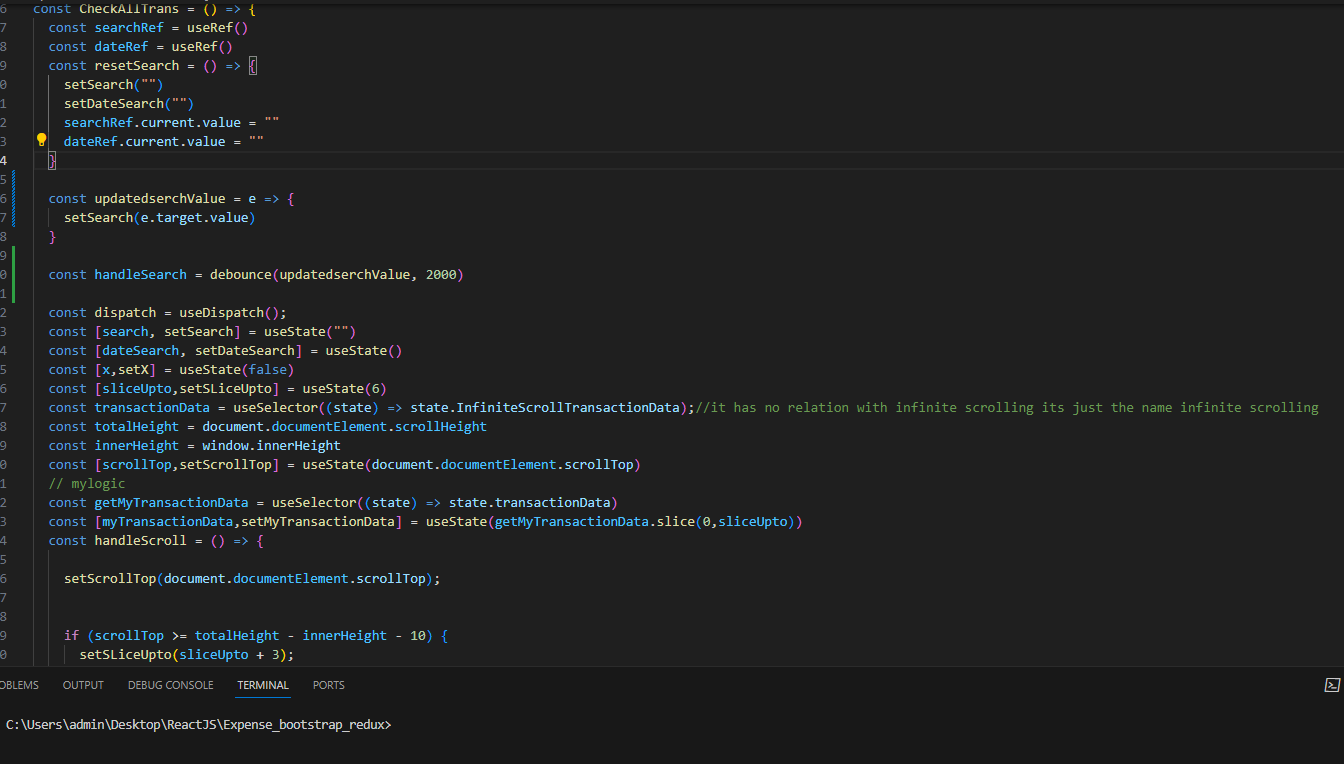 6 const CheckAllTrans = () => {
7 const searchRef = useRef()
8 const dateRef = useRef()
9 const resetSearch = () => {
0 setSearch("")
1 setDateSearch("")
2 searchRef.current.value = ""
3 dateRef.current.value = ""
4 }
5
6 const updatedserchValue = e => {
7 setSearch(e.target.value)
8 }
9
0 const handleSearch = debounce(updatedserchValue, 2000)
1
2 const dispatch = useDispatch();
3 const [search, setSearch] = useState("")
4 const [dateSearch, setDateSearch] = useState()
5 const [x,setX] = useState(false)
6 const [sliceUpto,setSLiceUpto] = useState(6)
7 const transactionData = useSelector((state) => state.InfiniteScrollTransactionData);//it has no relation with infinite scrolling its just the name infinite scrolling
8 const totalHeight = document.documentElement.scrollHeight
9 const innerHeight = window.innerHeight
0 const [scrollTop,setScrollTop] = useState(document.documentElement.scrollTop)
1 // mylogic
2 const getMyTransactionData = useSelector((state) => state.transactionData)
3 const [myTransactionData,setMyTransactionData] = useState(getMyTransactionData.slice(0,sliceUpto))
4 const handleScroll = () => {
5
6 setScrollTop(document.documentElement.scrollTop);
7
8
9 if (scrollTop >= totalHeight - innerHeight - 10) {
0 setSLiceUpto(sliceUpto + 3);
OBLEMS OUTPUT DEBUG CONSOLE TERMINAL PORTS
C:\Users\admin\Desktop\ReactJS\Expense_bootstrap_redux>